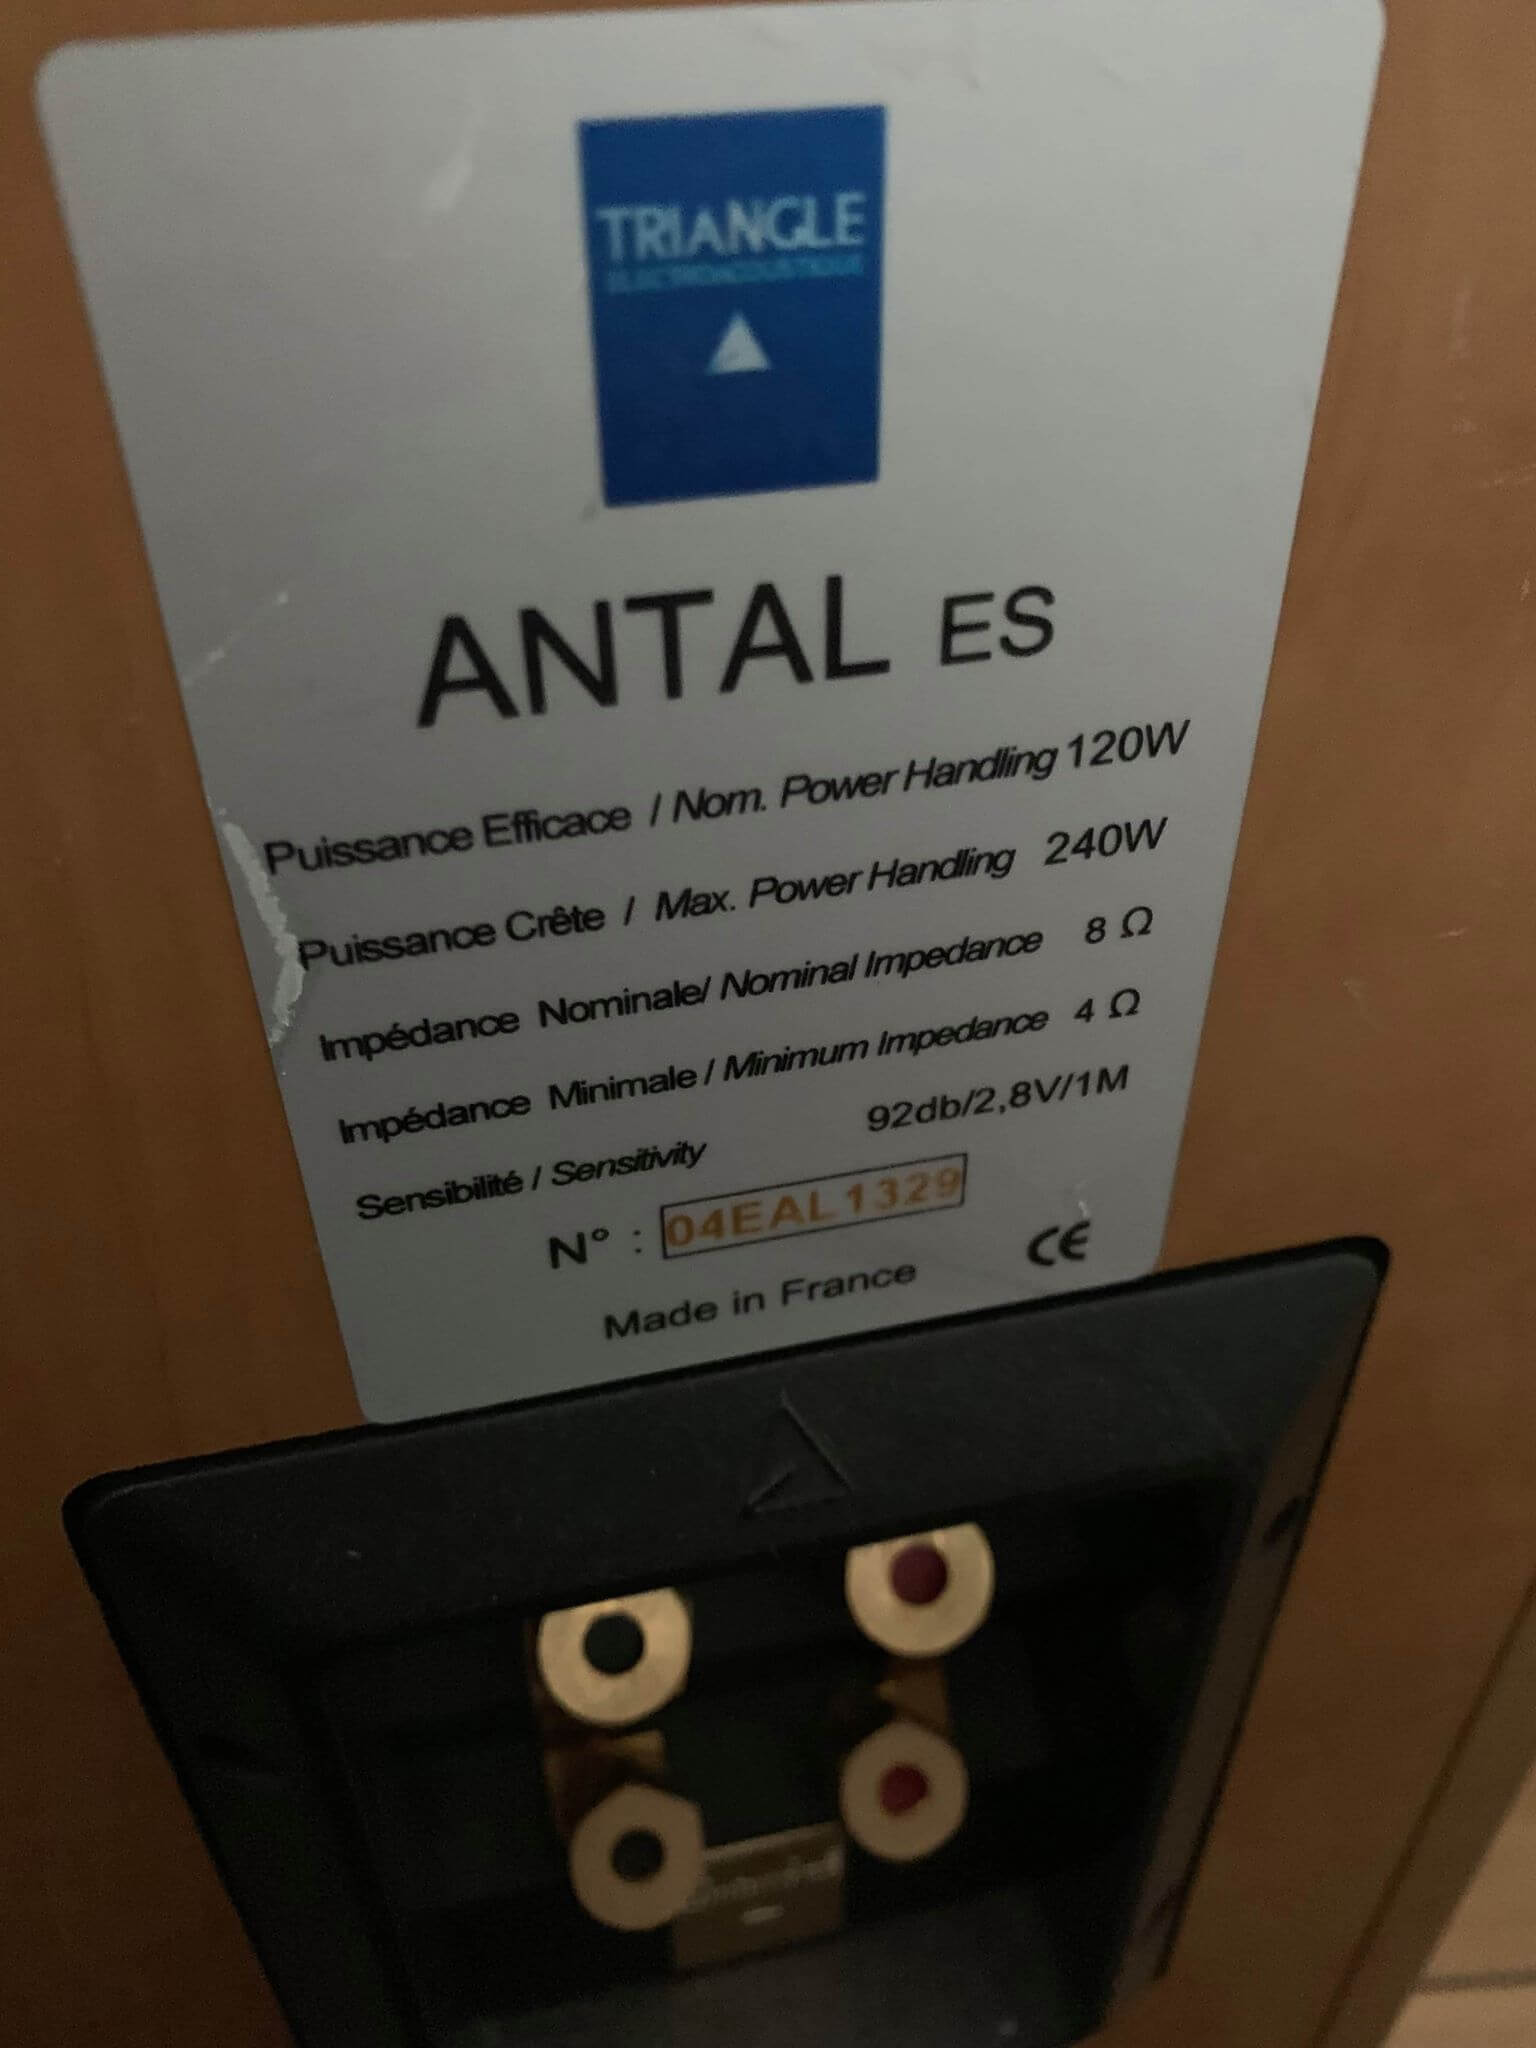 TRIANGLE
ELECTROACOUSTIQUE
ANTAL ES
Puissance Efficace / Nom. Power Handling 120W
Puissance Crête / Max. Power Handling 240W
Impédance Nominale/ Nominal Impedance 8 Ω
Impédance Minimale / Minimum Impedance 4 Ω
Sensibilité / Sensitivity 92db/2,8V/1M
N° : 04EAL1329
Made in France CE